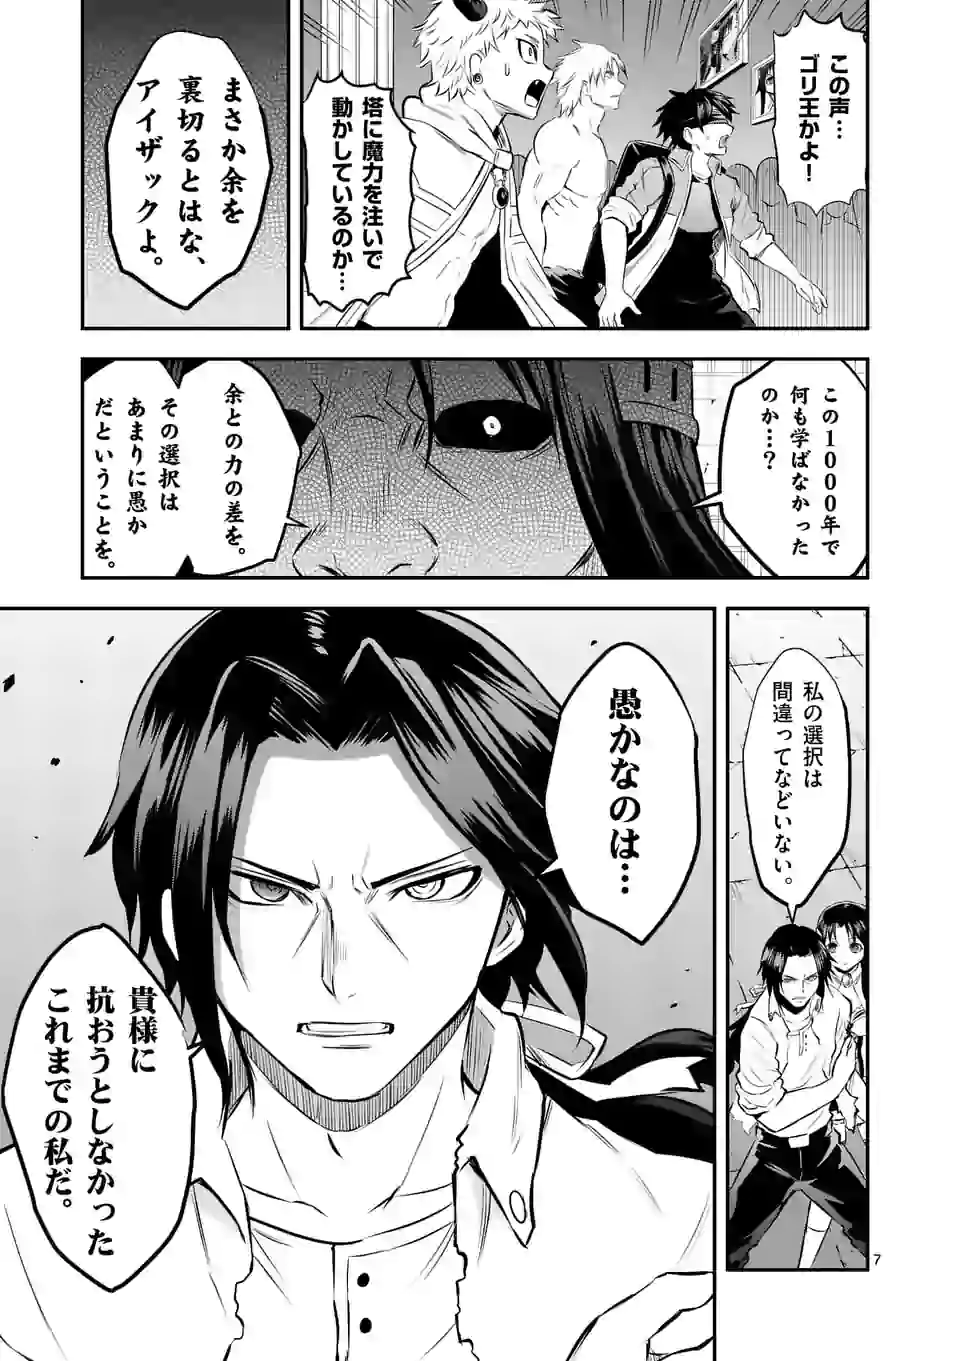 この声…
ゴリ王かよ!
塔に魔力を注いで
動かしているのか…
まさか余を
裏切るとはな、
アイザックよ。
この1000年で
何も学ばなかった
のか…?
余との力の差を。
その選択は
あまりに愚か
だということを。
私の選択は
間違ってなどいない。
愚かなのは…
貴様に
抗おうとしなかった
これまでの私だ。
7